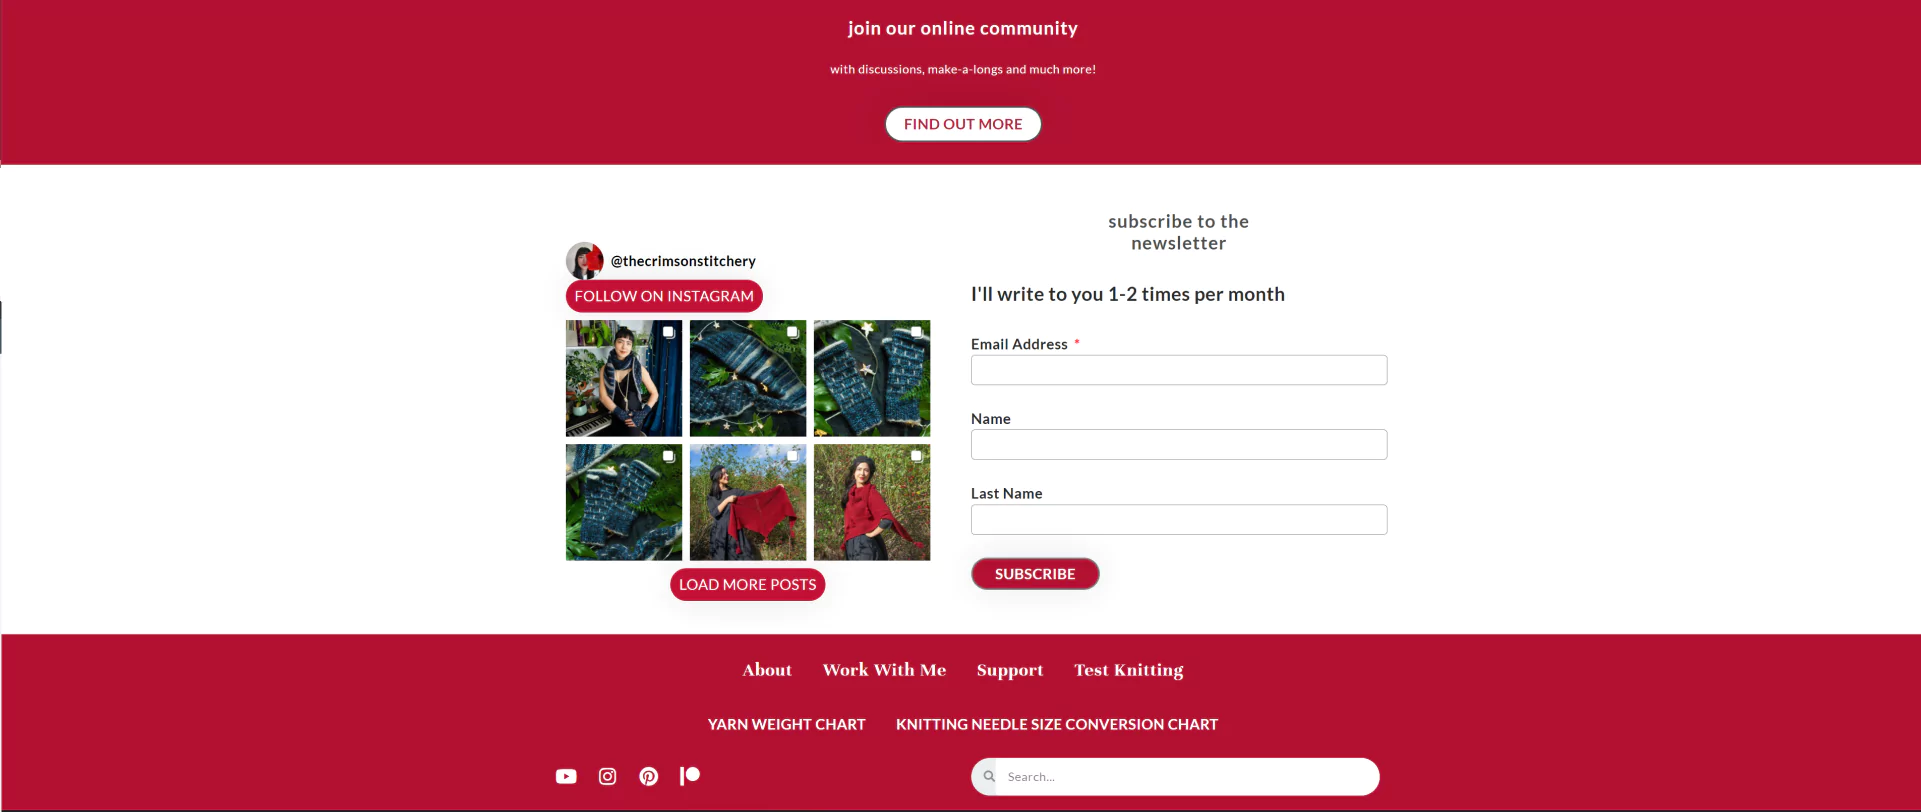 join our online community
with discussions, make-a-longs and much more!
FIND OUT MORE
@thecrimsonstitchery
FOLLOW ON INSTAGRAM
LOAD MORE POSTS
subscribe to the
newsletter
I'll write to you 1-2 times per month
Email Address *
Name
Last Name
SUBSCRIBE
About Work With Me Support Test Knitting
YARN WEIGHT CHART KNITTING NEEDLE SIZE CONVERSION CHART
Search...